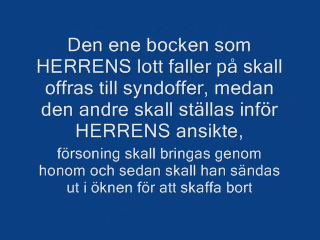 Den ene bocken som
HERRENS lott faller på skall
offras till syndoffer, medan
den andre skall ställas inför
HERRENS ansikte,
försoning skall bringas genom
honom och sedan skall han sändas
ut i öknen för att skaffa bort